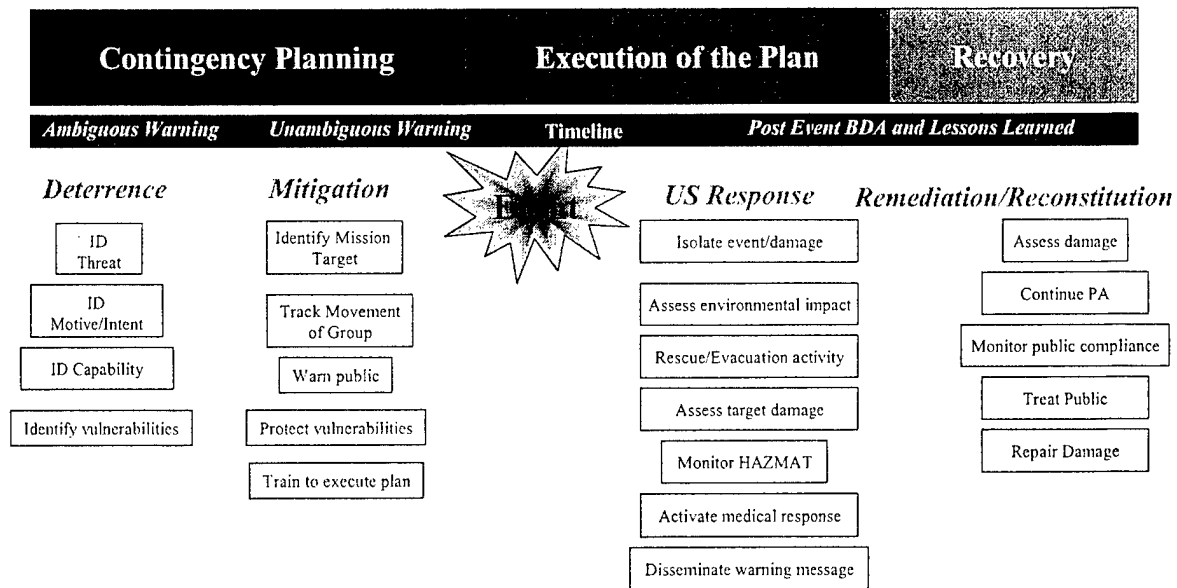 Contingency Planning
Execution of the Plan
Recovery
Ambiguous Warning
Unambiguous Warning
Timeline
Post Event BDA and Lessons Learned
Deterrence
ID
Threat
ID
Motive/Intent
ID Capability
Identify vulnerabilities
Mitigation
Identify Mission
Target
Track Movement
of Group
Warn public
Protect vulnerabilities
Train to execute plan
Event
US Response
Isolate event/damage
Assess environmental impact
Rescue/Evacuation activity
Assess target damage
Monitor HAZMAT
Activate medical response
Disseminate warning message
Remediation/Reconstitution
Assess damage
Continue PA
Monitor public compliance
Treat Public
Repair Damage